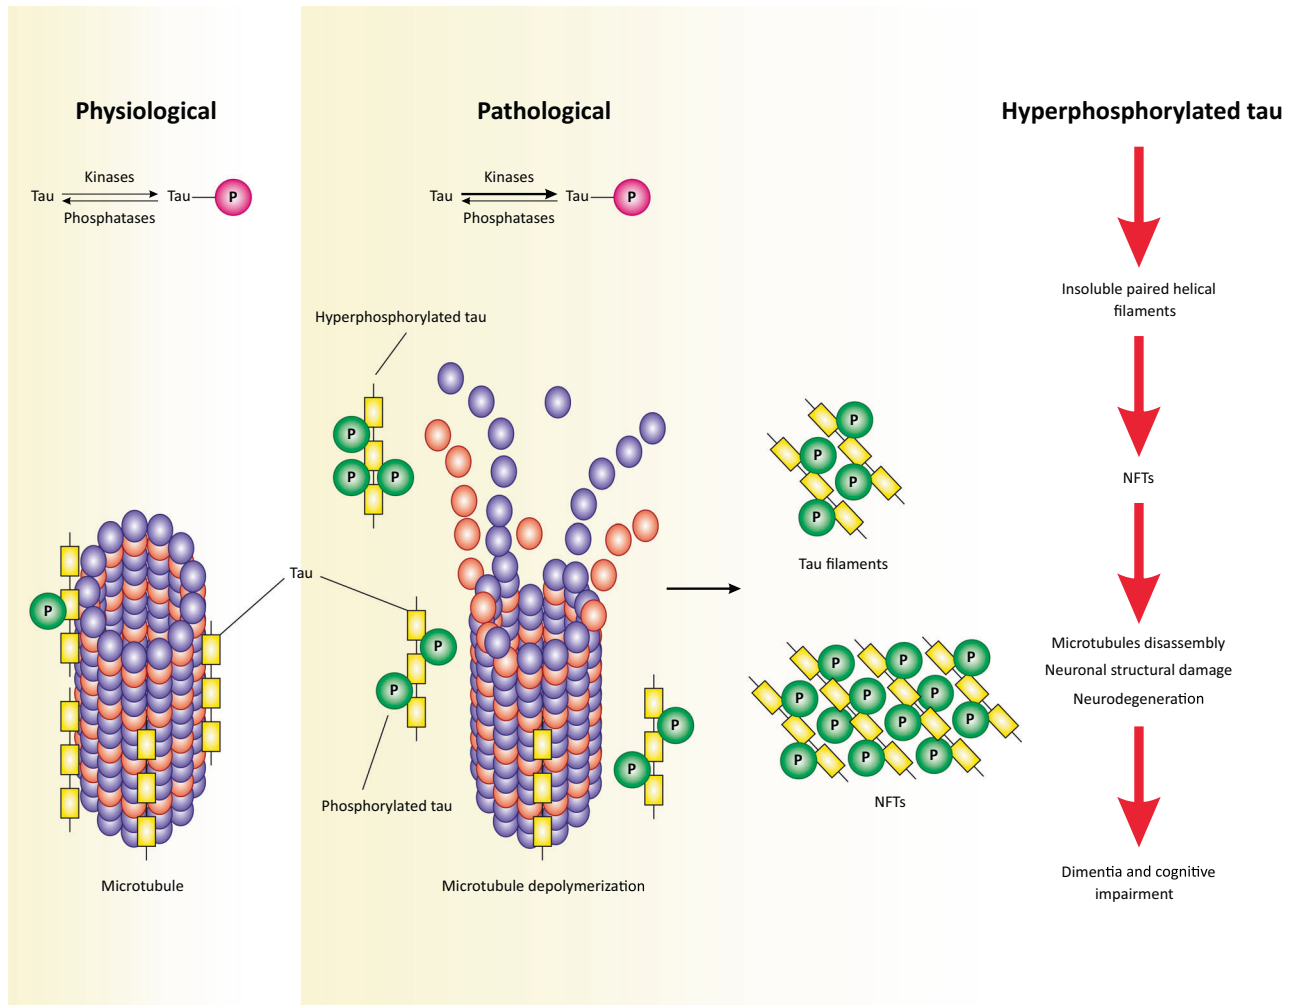 Physiological
Kinases
Tau
Tau
P
Phosphatases
Pathological
Kinases
Tau
Tau
P
Phosphatases
Hyperphosphorylated tau
P
P
P
P
Microtubule
Tau
P
P
Phosphorylated tau
P
P
Microtubule depolymerization
P
P
P
P
Tau filaments
P
P
P
P
P
P
P
P
P
P
P
P
NFTs
Hyperphosphorylated tau
Insoluble paired helical
filaments
NFTs
Microtubules disassembly
Neuronal structural damage
Neurodegeneration
Dimentia and cognitive
impairment